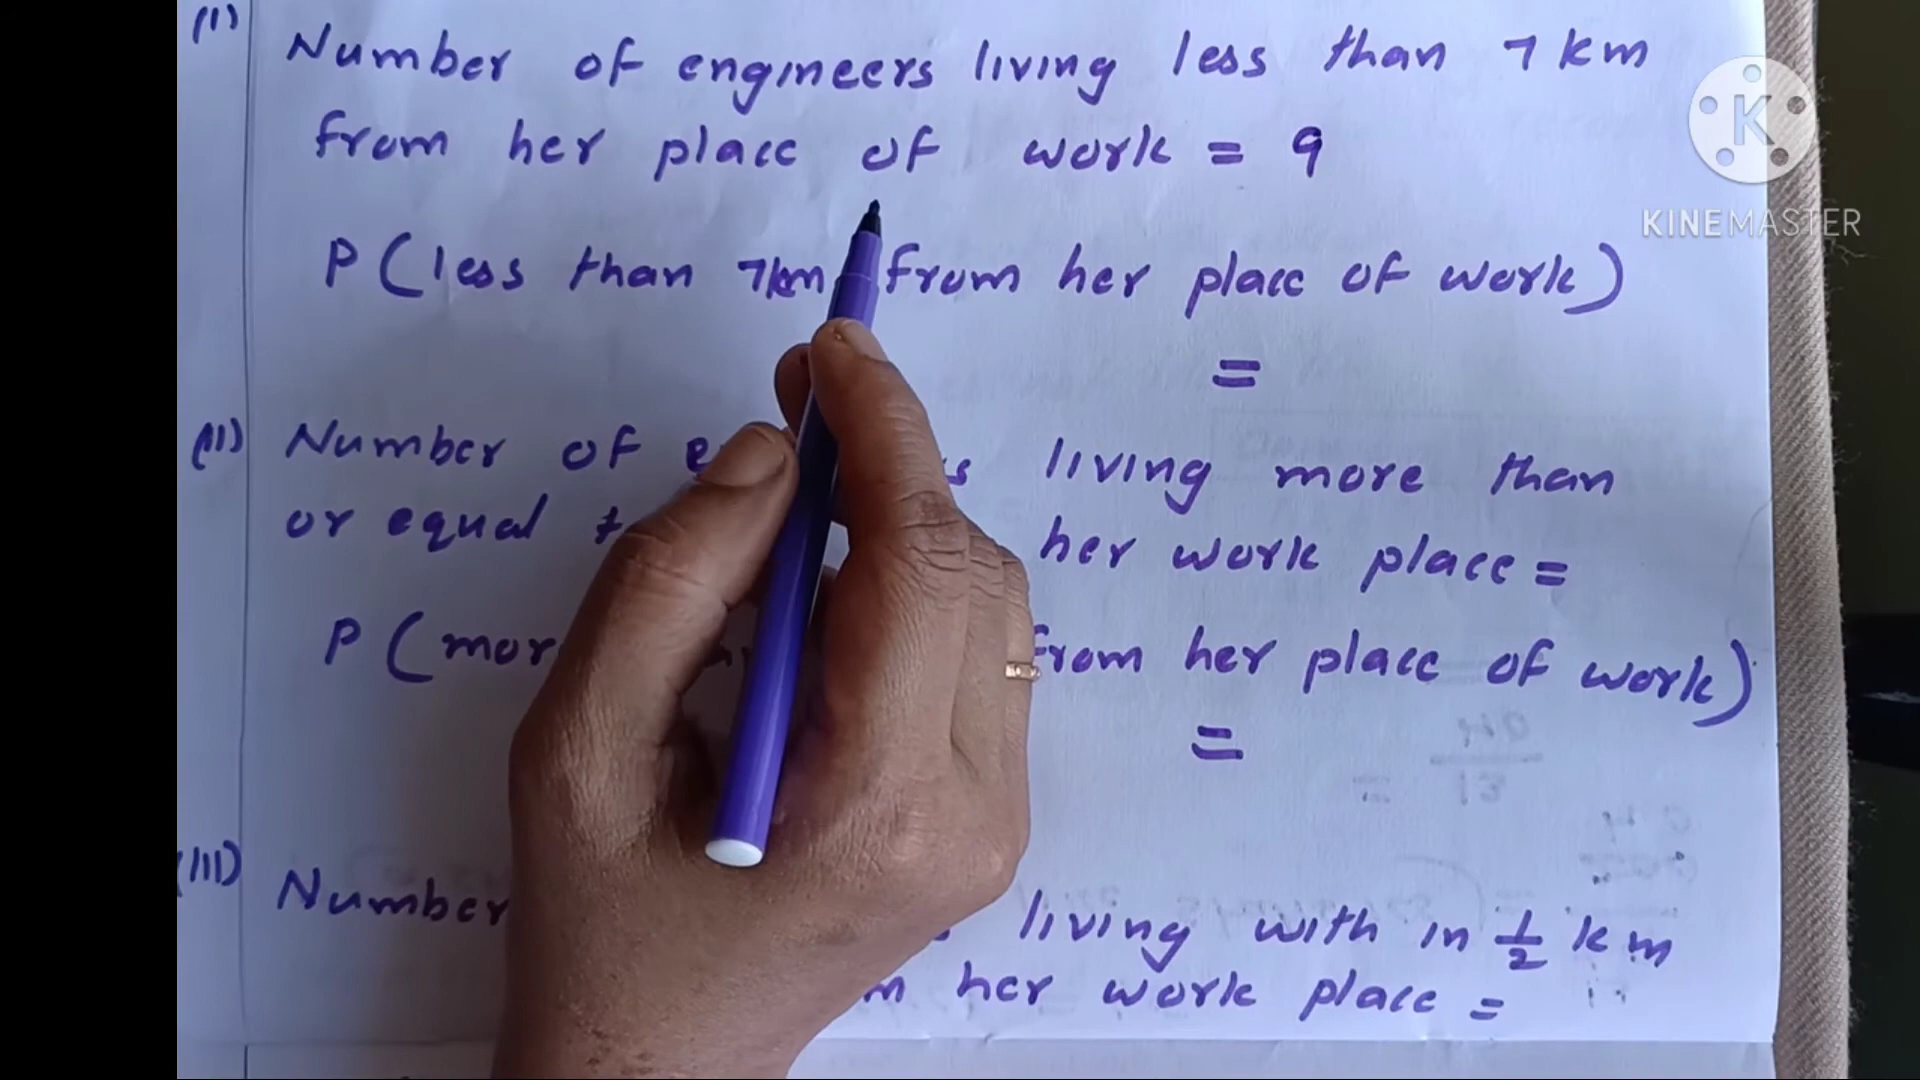 (i) Number of engineers living less than 7 km
from her place of work = 9
P (less than 7km from her place of work)
=
(ii) Number of living more than
or equal her work place =
P ( from her place of work)
=
(iii) Number living with in 1/2 km
her work place =
K
KINEMASTER